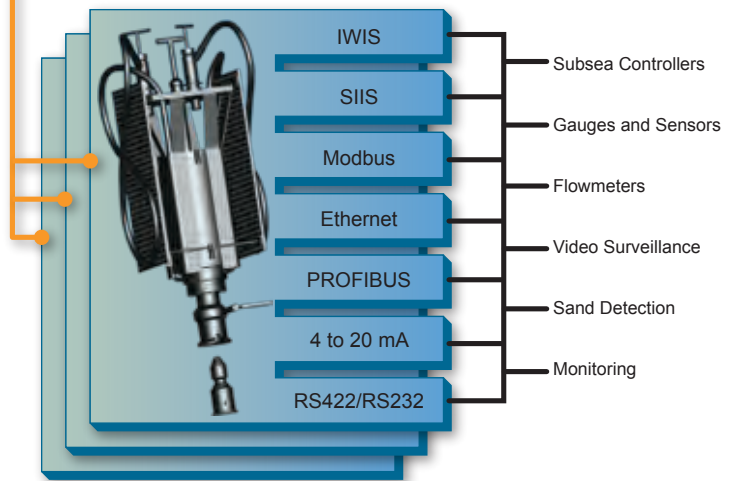 IWIS
SIIS
Modbus
Ethernet
PROFIBUS
4 to 20 mA
RS422/RS232
Subsea Controllers
Gauges and Sensors
Flowmeters
Video Surveillance
Sand Detection
Monitoring